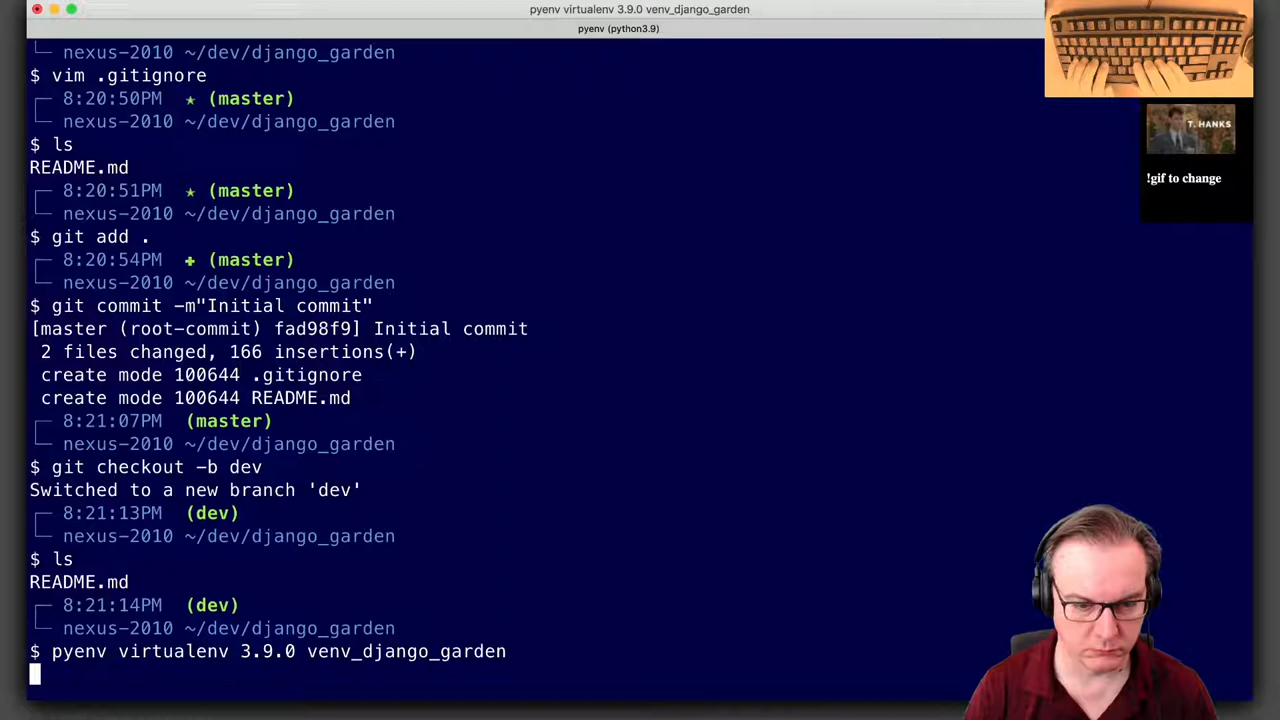 pyenv virtualenv 3.9.0 venv_django_garden
pyenv (python3.9)
nexus-2010 ~/dev/django_garden
$ vim .gitignore
8:20:50PM ★ (master)
nexus-2010 ~/dev/django_garden
$ ls
README.md
8:20:51PM ★ (master)
nexus-2010 ~/dev/django_garden
$ git add .
8:20:54PM ✚ (master)
nexus-2010 ~/dev/django_garden
$ git commit -m"Initial commit"
[master (root-commit) fad98f9] Initial commit
2 files changed, 166 insertions(+)
create mode 100644 .gitignore
create mode 100644 README.md
8:21:07PM (master)
nexus-2010 ~/dev/django_garden
$ git checkout -b dev
Switched to a new branch 'dev'
8:21:13PM (dev)
nexus-2010 ~/dev/django_garden
$ ls
README.md
8:21:14PM (dev)
nexus-2010 ~/dev/django_garden
$ pyenv virtualenv 3.9.0 venv_django_garden
T. HANKS
!gif to change